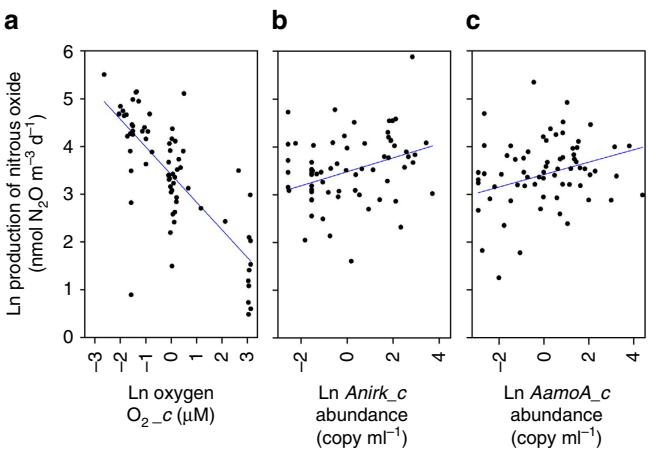 a b c
Ln production of nitrous oxide
(nmol N₂O m⁻³ d⁻¹)
6
5
4
3
2
1
0
−3 −2 −1 0 1 2 3
−2 0 2 4
−2 0 2 4
Ln oxygen
O₂_c (μM)
Ln Anirk_c
abundance
(copy ml⁻¹)
Ln AamoA_c
abundance
(copy ml⁻¹)